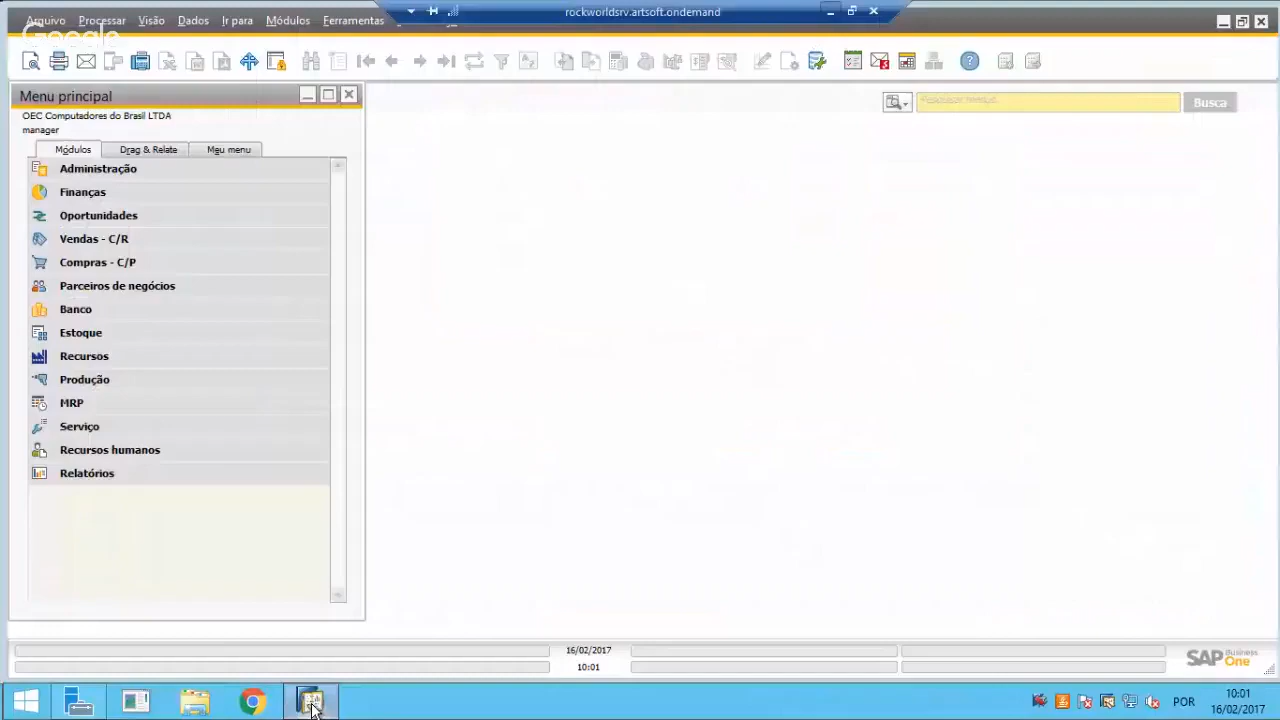 rockworldsrv.artsoft.ondemand
Arquivo Processar Visão Dados Ir para Módulos Ferramentas
Google
Menu principal
OEC Computadores do Brasil LTDA
manager
Módulos Drag & Relate Meu menu
Administração
Finanças
Oportunidades
Vendas - C/R
Compras - C/P
Parceiros de negócios
Banco
Estoque
Recursos
Produção
MRP
Serviço
Recursos humanos
Relatórios
Busca
16/02/2017
10:01
SAP Business One
POR
10:01
16/02/2017